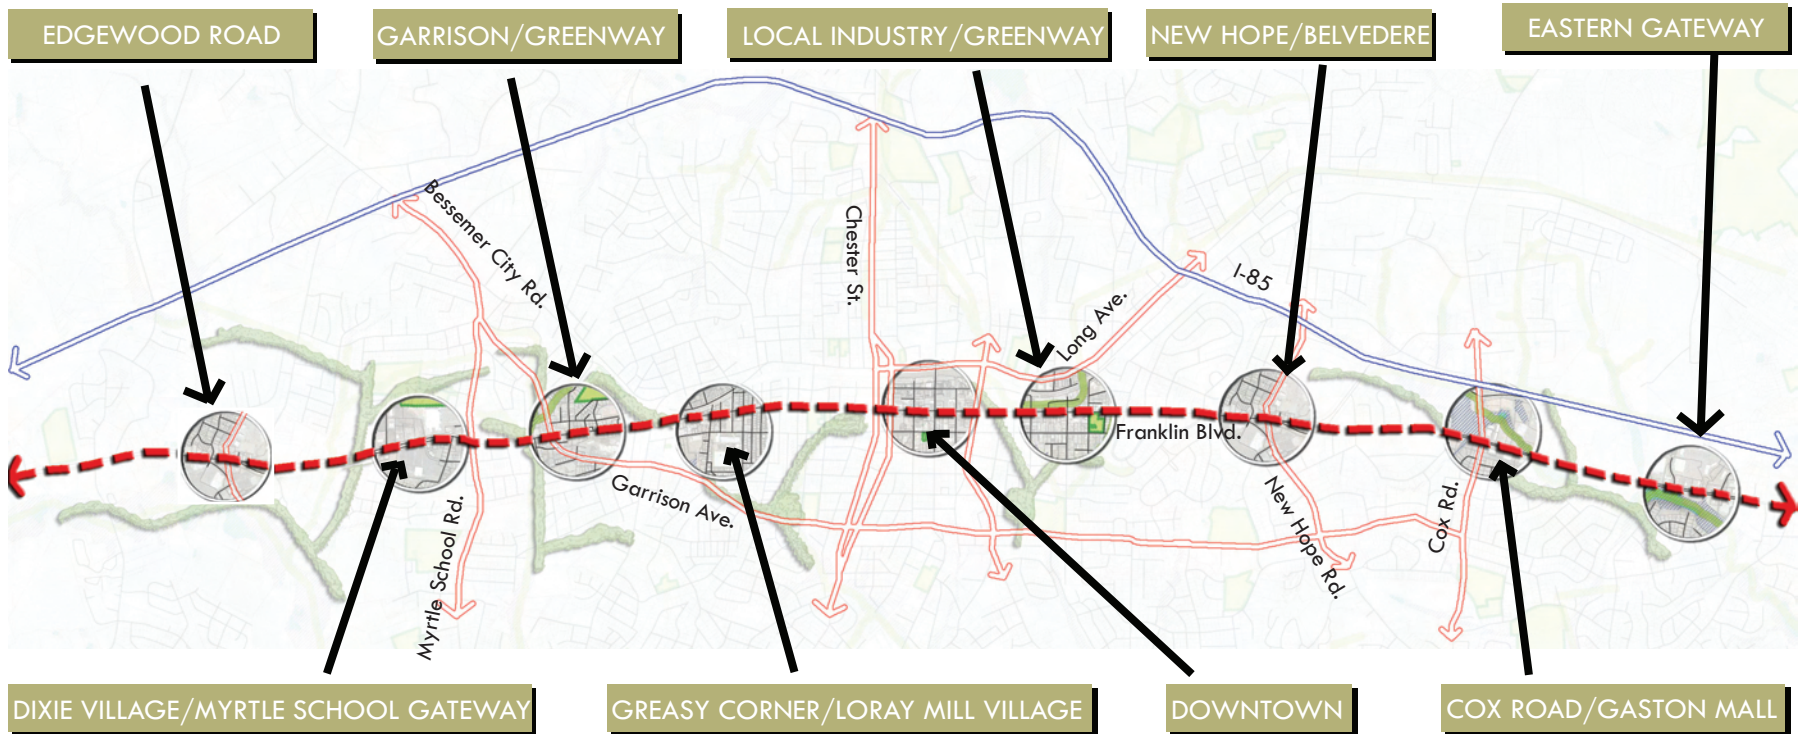 EDGEWOOD ROAD
GARRISON/GREENWAY
LOCAL INDUSTRY/GREENWAY
NEW HOPE/BELVEDERE
EASTERN GATEWAY
Bessemer City Rd.
Chester St.
I-85
Long Ave.
Franklin Blvd.
Garrison Ave.
Myrtle School Rd.
New Hope Rd.
Cox Rd.
DIXIE VILLAGE/MYRTLE SCHOOL GATEWAY
GREASY CORNER/LORAY MILL VILLAGE
DOWNTOWN
COX ROAD/GASTON MALL